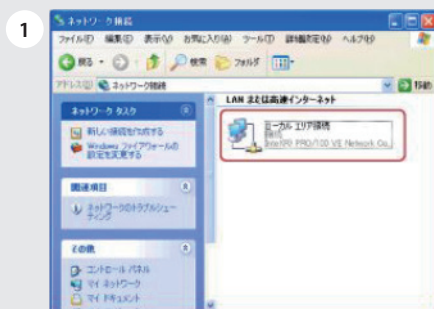 1
ネットワーク接続
ファイル(F) 編集(E) 表示(V) お気に入り(A) ツール(T) 詳細設定(N) ヘルプ(H)
戻る 検索 フォルダ
アドレス(D) ネットワーク接続 移動
ネットワーク タスク
新しい接続を作成する
Windows ファイアウォールの
設定を変更する
関連項目
ネットワークのトラブルシュー
ティング
その他
コントロール パネル
マイ ネットワーク
マイ ドキュメント
LAN または高速インターネット
ローカル エリア接続
接続
Intel(R) PRO/100 VE Network Co...